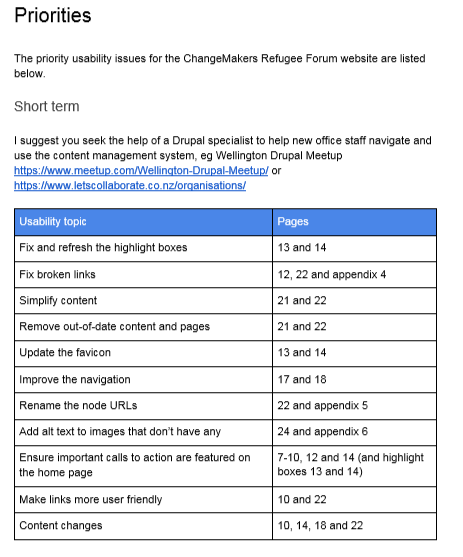 Priorities
The priority usability issues for the ChangeMakers Refugee Forum website are listed
below.
Short term
I suggest you seek the help of a Drupal specialist to help new office staff navigate and
use the content management system, eg Wellington Drupal Meetup
https://www.meetup.com/Wellington-Drupal-Meetup/ or
https://www.letscollaborate.co.nz/organisations/
Usability topic Pages
Fix and refresh the highlight boxes 13 and 14
Fix broken links 12, 22 and appendix 4
Simplify content 21 and 22
Remove out-of-date content and pages 21 and 22
Update the favicon 13 and 14
Improve the navigation 17 and 18
Rename the node URLs 22 and appendix 5
Add alt text to images that don't have any 24 and appendix 6
Ensure important calls to action are featured on 7-10, 12 and 14 (and highlight
the home page boxes 13 and 14)
Make links more user friendly 10 and 22
Content changes 10, 14, 18 and 22